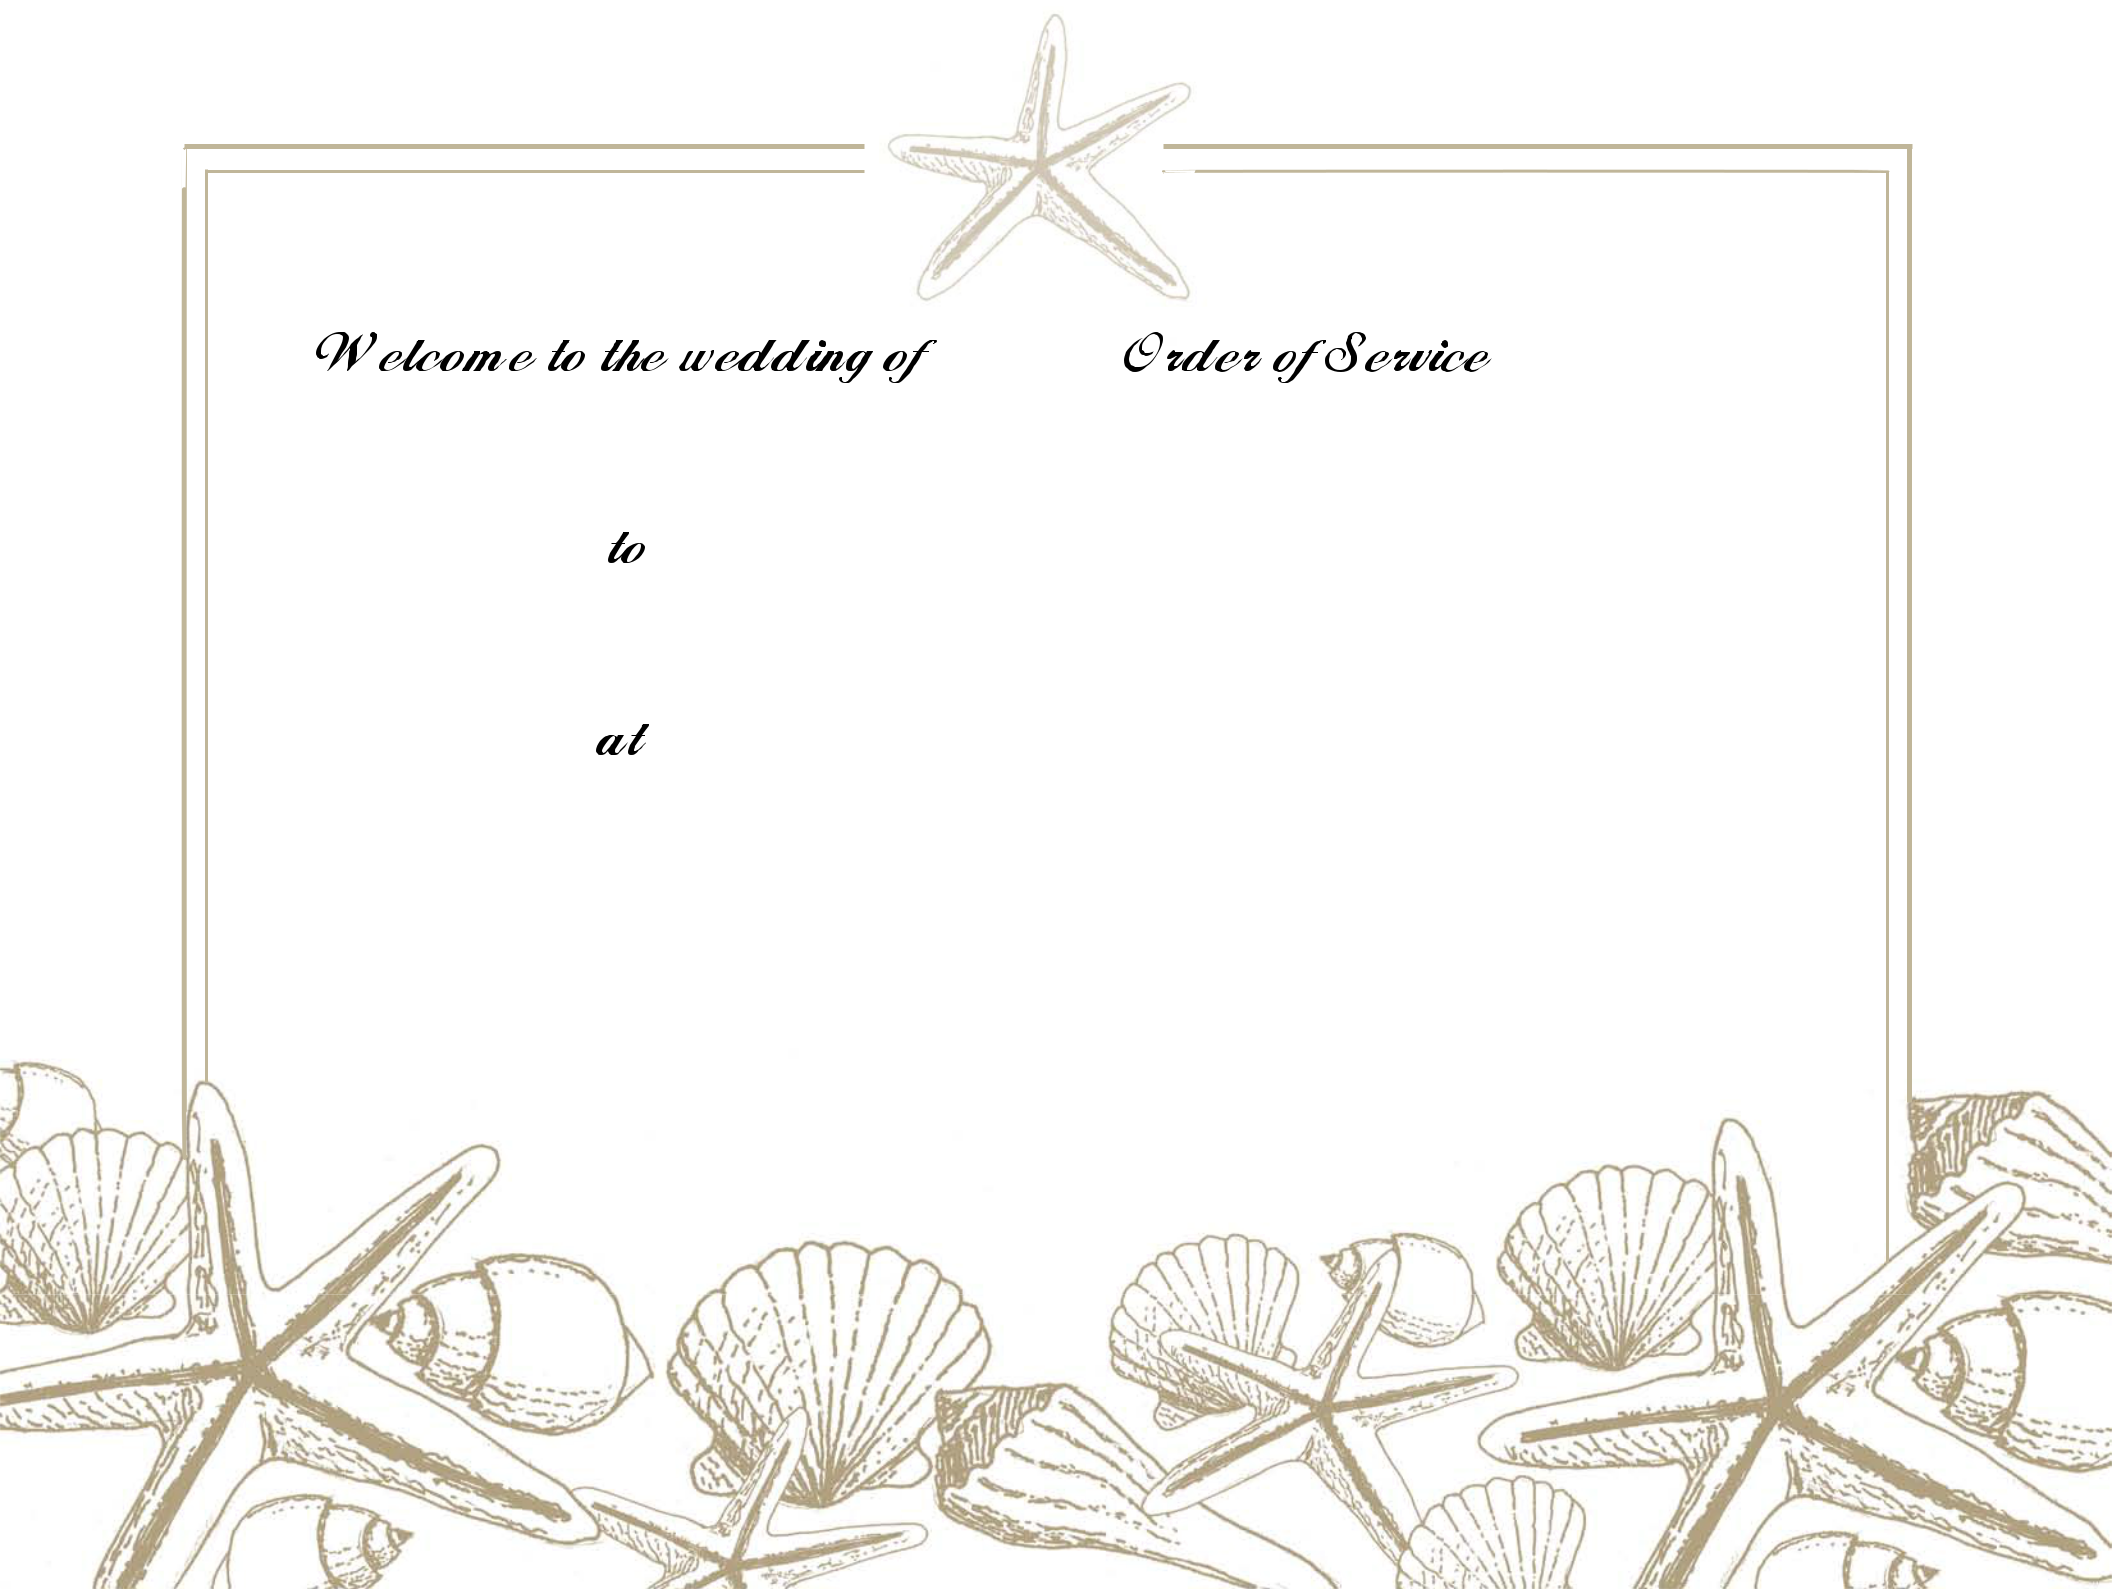 Welcome to the wedding of
to
at
Order of Service